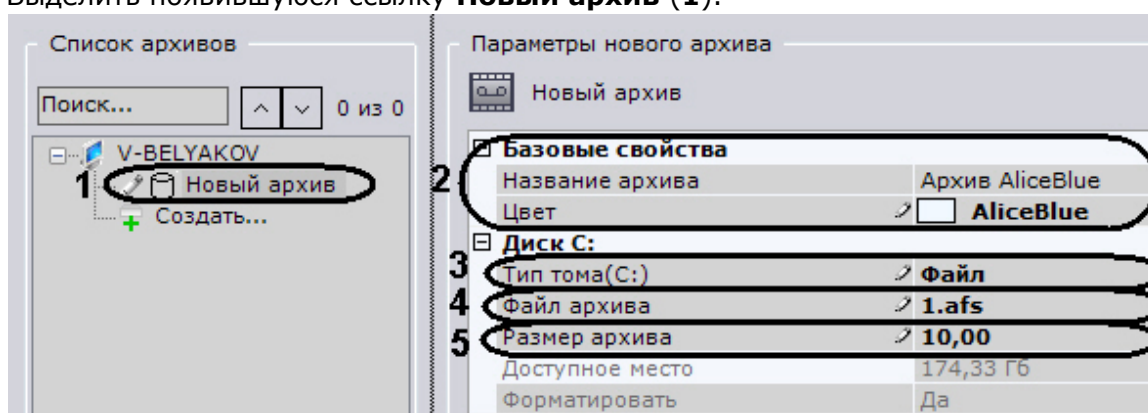 Выделить появившуюся ссылку Новый архив (1).
Список архивов
Поиск...
0 из 0
V-BELYAKOV
1 Новый архив
Создать...
Параметры нового архива
Новый архив
Базовые свойства
2 Название архива Архив AliceBlue
Цвет AliceBlue
Диск C:
3 Тип тома(C:) Файл
4 Файл архива 1.afs
5 Размер архива 10,00
Доступное место 174,33 Гб
Форматировать Да